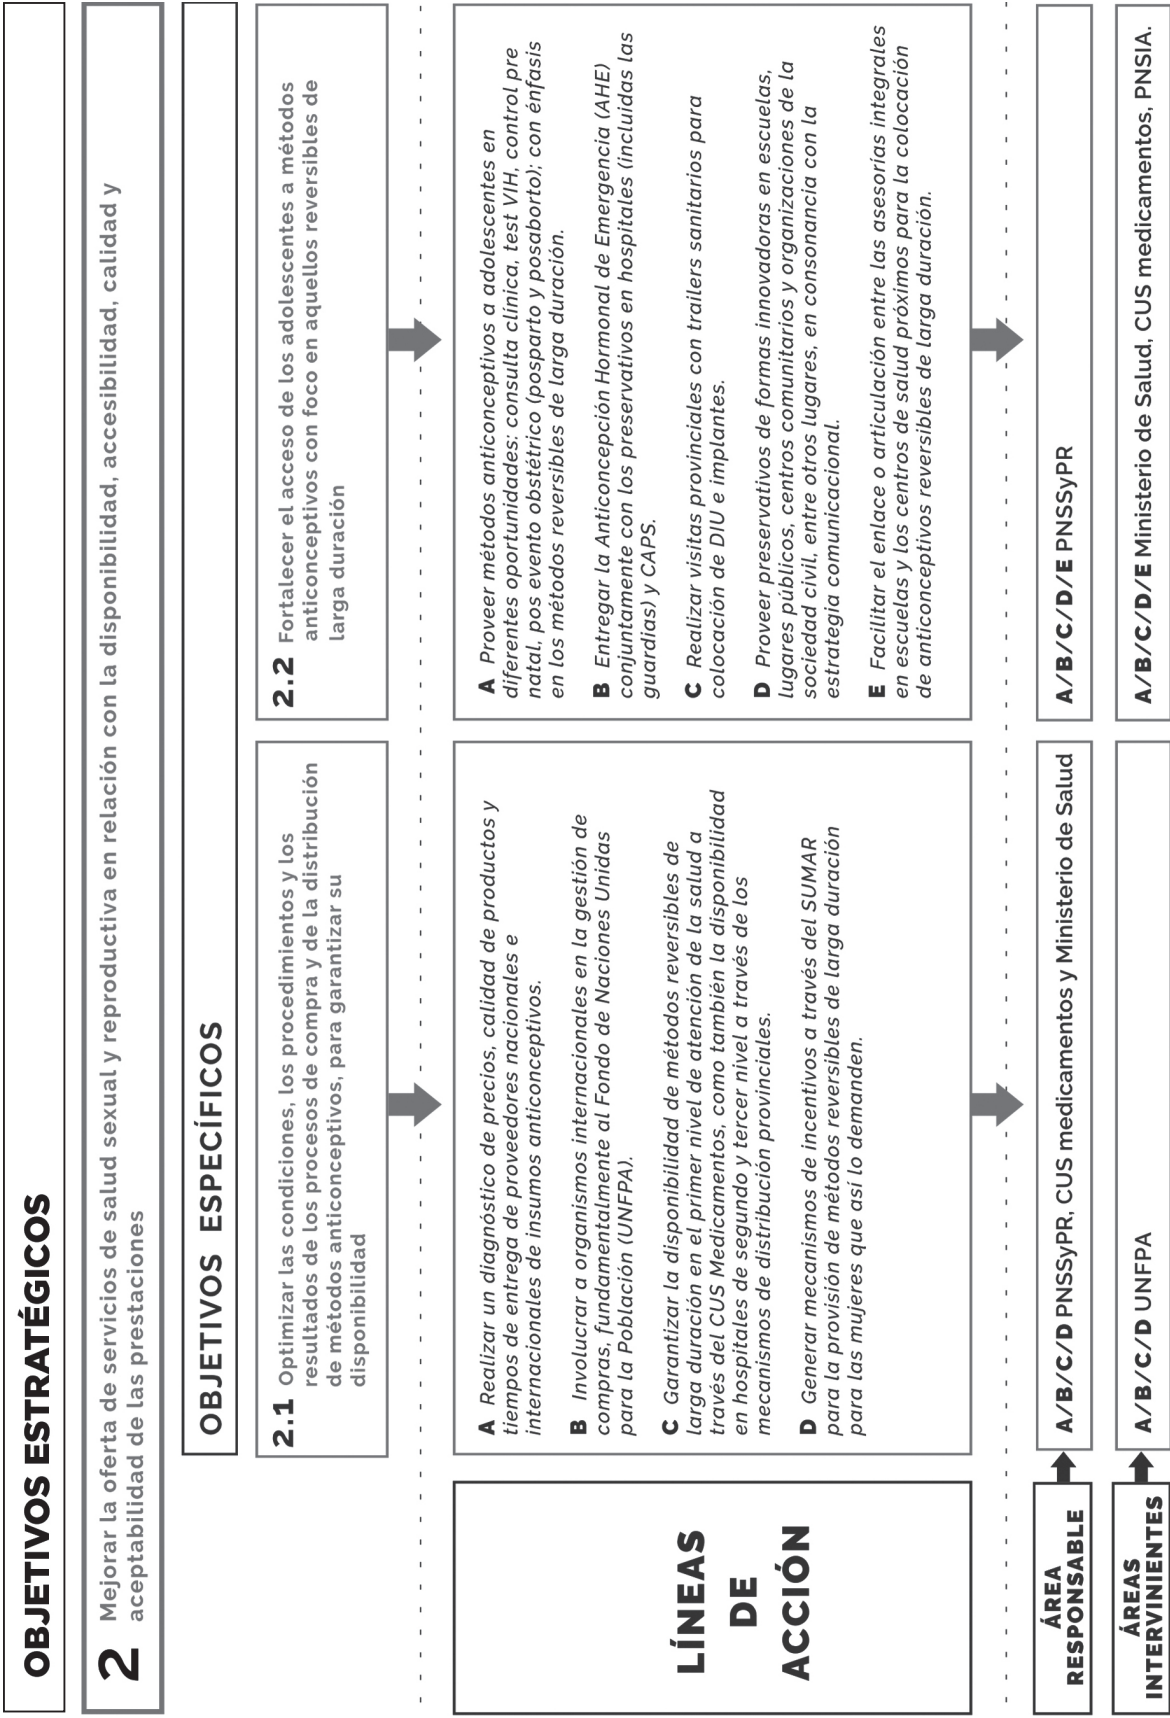 OBJETIVOS ESTRATÉGICOS
2 Mejorar la oferta de servicios de salud sexual y reproductiva en relación con la disponibilidad, accesibilidad, calidad y
aceptabilidad de las prestaciones
OBJETIVOS ESPECÍFICOS
2.1 Optimizar las condiciones, los procedimientos y los
resultados de los procesos de compra y de la distribución
de métodos anticonceptivos, para garantizar su
disponibilidad
2.2 Fortalecer el acceso de los adolescentes a métodos
anticonceptivos con foco en aquellos reversibles de
larga duración
LÍNEAS
DE
ACCIÓN
A Realizar un diagnóstico de precios, calidad de productos y
tiempos de entrega de proveedores nacionales e
internacionales de insumos anticonceptivos.
B Involucrar a organismos internacionales en la gestión de
compras, fundamentalmente al Fondo de Naciones Unidas
para la Población (UNFPA).
C Garantizar la disponibilidad de métodos reversibles de
larga duración en el primer nivel de atención de la salud a
través del CUS Medicamentos, como también la disponibilidad
en hospitales de segundo y tercer nivel a través de los
mecanismos de distribución provinciales.
D Generar mecanismos de incentivos a través del SUMAR
para la provisión de métodos reversibles de larga duración
para las mujeres que así lo demanden.
A Proveer métodos anticonceptivos a adolescentes en
diferentes oportunidades: consulta clínica, test VIH, control pre
natal, pos evento obstétrico (posparto y posaborto); con énfasis
en los métodos reversibles de larga duración.
B Entregar la Anticoncepción Hormonal de Emergencia (AHE)
conjuntamente con los preservativos en hospitales (incluidas las
guardias) y CAPS.
C Realizar visitas provinciales con trailers sanitarios para
colocación de DIU e implantes.
D Proveer preservativos de formas innovadoras en escuelas,
lugares públicos, centros comunitarios y organizaciones de la
sociedad civil, entre otros lugares, en consonancia con la
estrategia comunicacional.
E Facilitar el enlace o articulación entre las asesorías integrales
en escuelas y los centros de salud próximos para la colocación
de anticonceptivos reversibles de larga duración.
ÁREA
RESPONSABLE
A/B/C/D PNSSyPR, CUS medicamentos y Ministerio de Salud
A/B/C/D/E PNSSyPR
ÁREAS
INTERVINIENTES
A/B/C/D UNFPA
A/B/C/D/E Ministerio de Salud, CUS medicamentos, PNSIA.